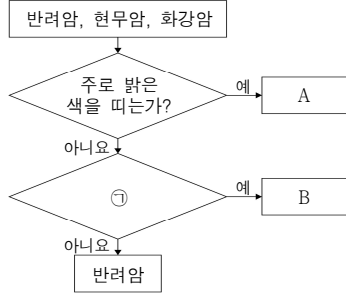 반려암, 현무암, 화강암
주로 밝은
색을 띠는가?
예
A
아니요
㉠
예
B
아니요
반려암